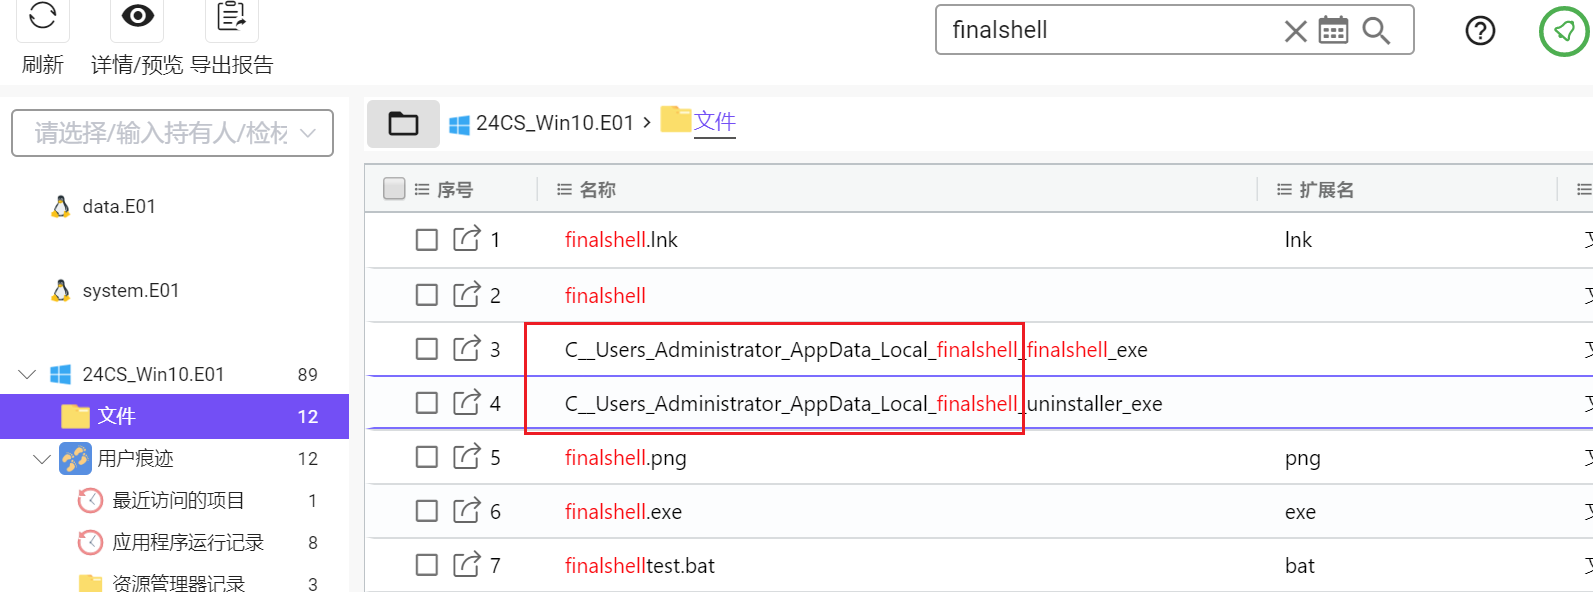 finalshell
刷新
详情/预览
导出报告
请选择/输入持有人/检
24CS_Win10.E01
文件
序号
名称
扩展名
data.E01
1
finalshell.lnk
lnk
system.E01
2
finalshell
3
C__Users_Administrator_AppData_Local_finalshell_finalshell_exe
24CS_Win10.E01
89
4
C__Users_Administrator_AppData_Local_finalshell_uninstaller_exe
文件
12
5
finalshell.png
png
用户痕迹
12
最近访问的项目
1
6
finalshell.exe
exe
应用程序运行记录
8
7
finalshelltest.bat
bat
资源管理器记录
3